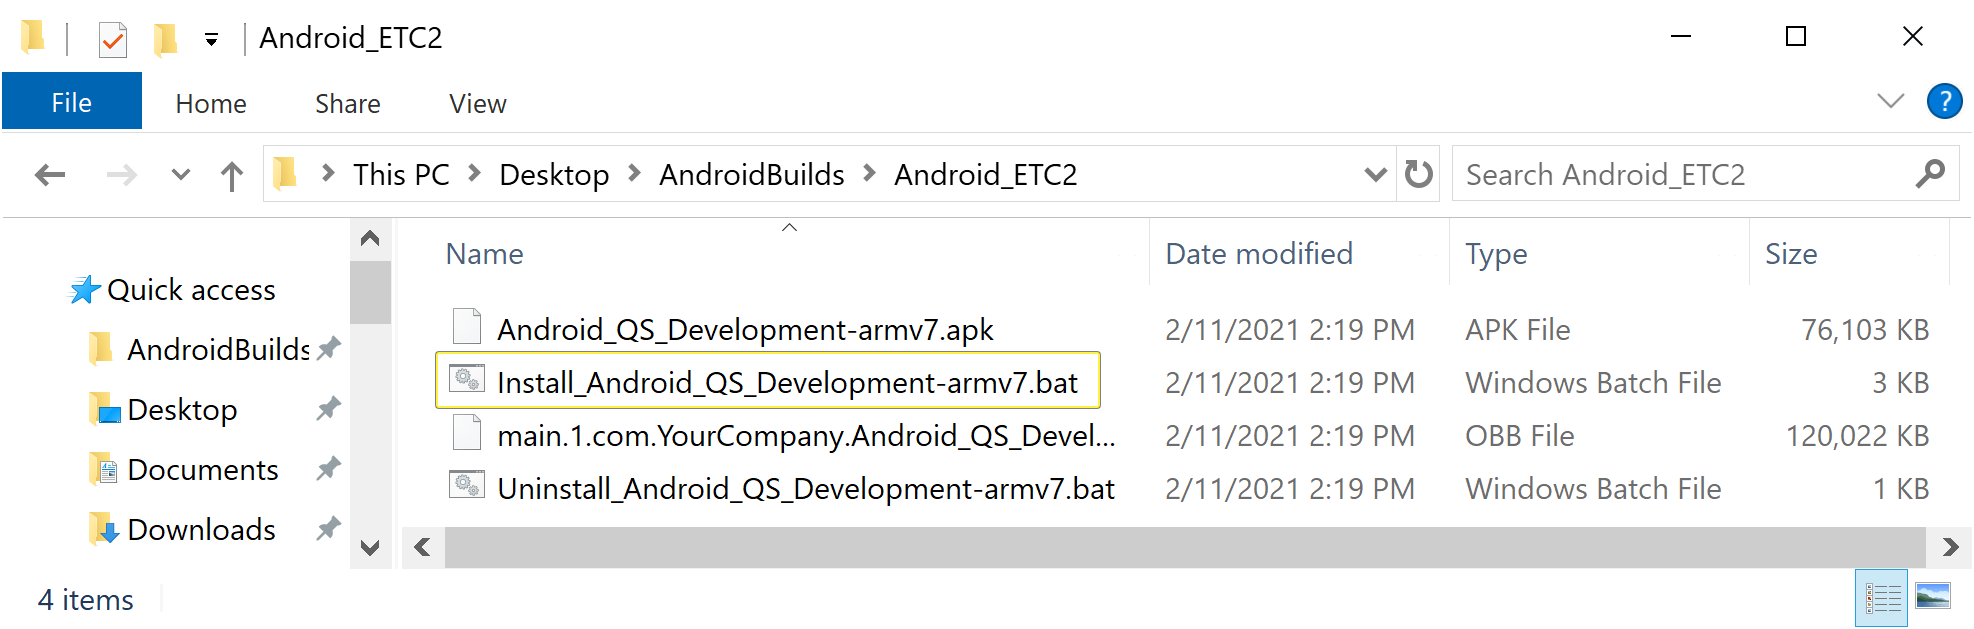 Android_ETC2
File Home Share View ?
This PC Desktop AndroidBuilds Android_ETC2 Search Android_ETC2
Name Date modified Type Size
Quick access
AndroidBuilds
Desktop
Documents
Downloads
Android_QS_Development-armv7.apk 2/11/2021 2:19 PM APK File 76,103 KB
Install_Android_QS_Development-armv7.bat 2/11/2021 2:19 PM Windows Batch File 3 KB
main.1.com.YourCompany.Android_QS_Devel... 2/11/2021 2:19 PM OBB File 120,022 KB
Uninstall_Android_QS_Development-armv7.bat 2/11/2021 2:19 PM Windows Batch File 1 KB
4 items